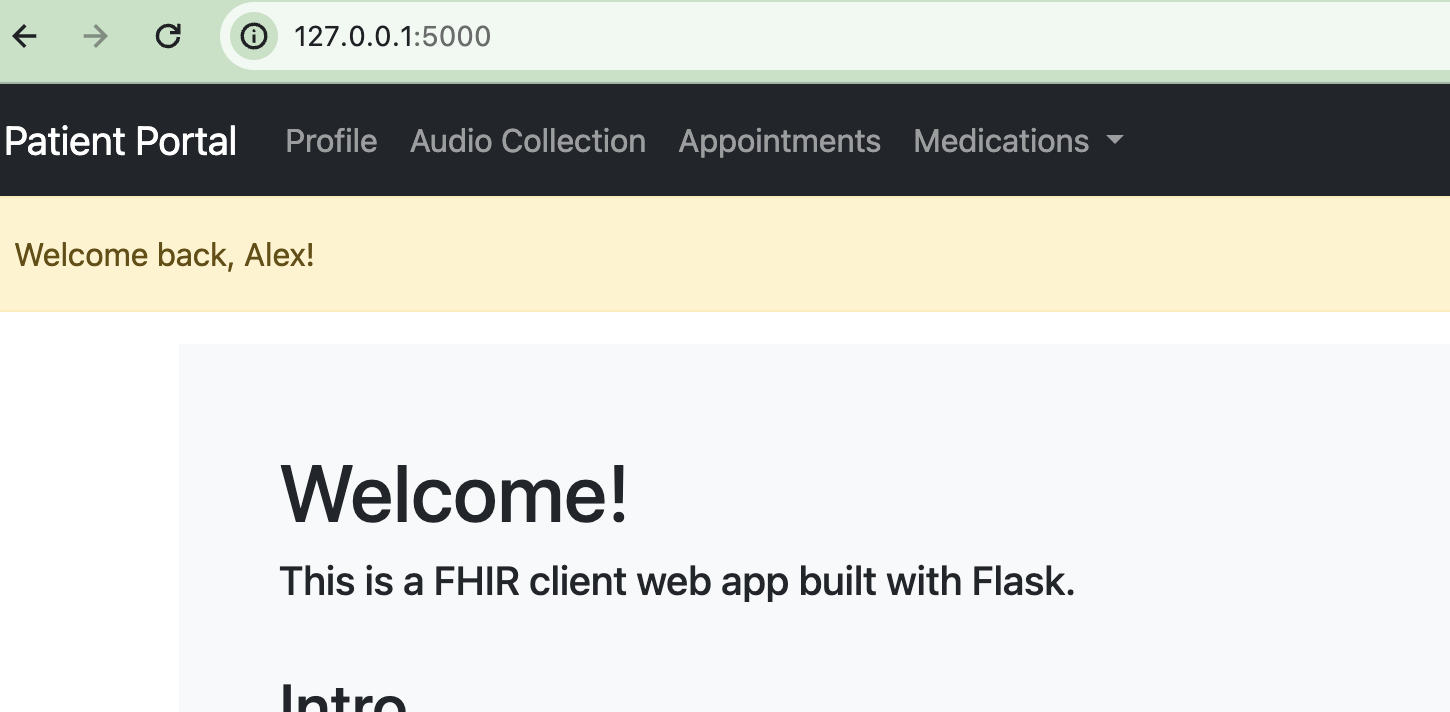 127.0.0.1:5000
Patient Portal Profile Audio Collection Appointments Medications
Welcome back, Alex!
Welcome!
This is a FHIR client web app built with Flask.
Intro